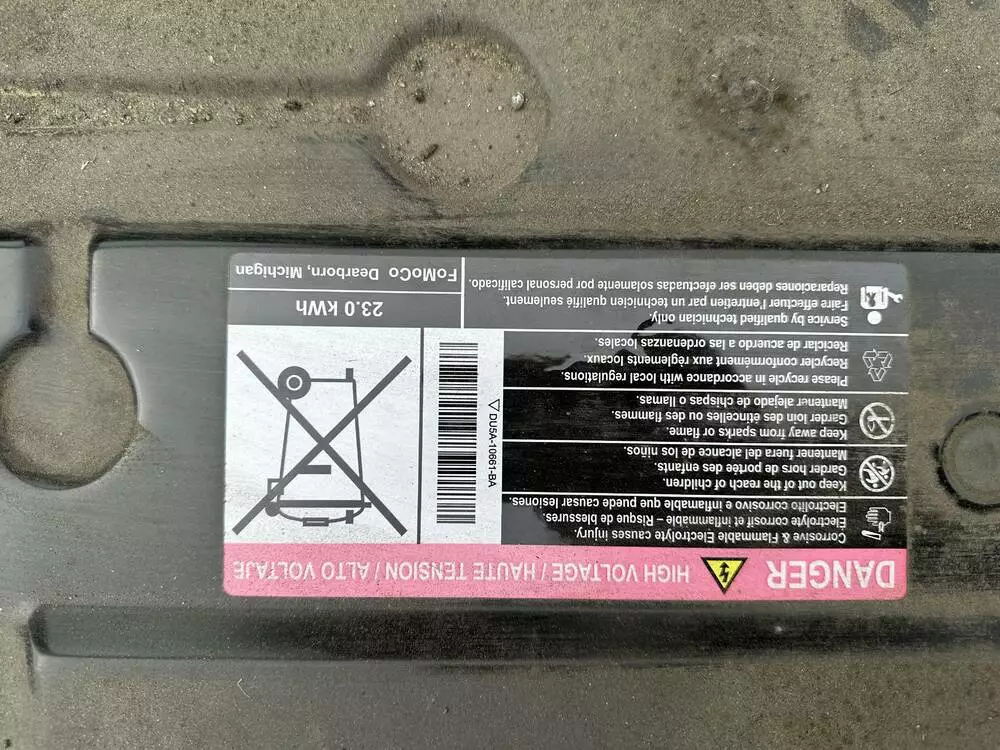 DANGER HIGH VOLTAGE / HAUTE TENSION / ALTO VOLTAJE
Corrosive & Flammable Electrolyte causes injury.
Électrolyte corrosif et inflammable – Risque de blessures.
Electrolito corrosivo e inflamable que puede causar lesiones.
Keep out of the reach of children.
Garder hors de portée des enfants.
Mantener fuera del alcance de los niños.
Keep away from sparks or flame.
Garder loin des étincelles ou des flammes.
Mantener alejado de chispas o llamas.
Please recycle in accordance with local regulations.
Recycler conformément aux règlements locaux.
Reciclar de acuerdo a ordenanzas locales.
Service by qualified technician only.
Faire effectuer l'entretien par un technicien qualifié seulement.
Reparaciones deben ser efectuadas solamente por personal calificado.
DU5A-10661-BA
23.0 kWh
FoMoCo Dearborn, Michigan